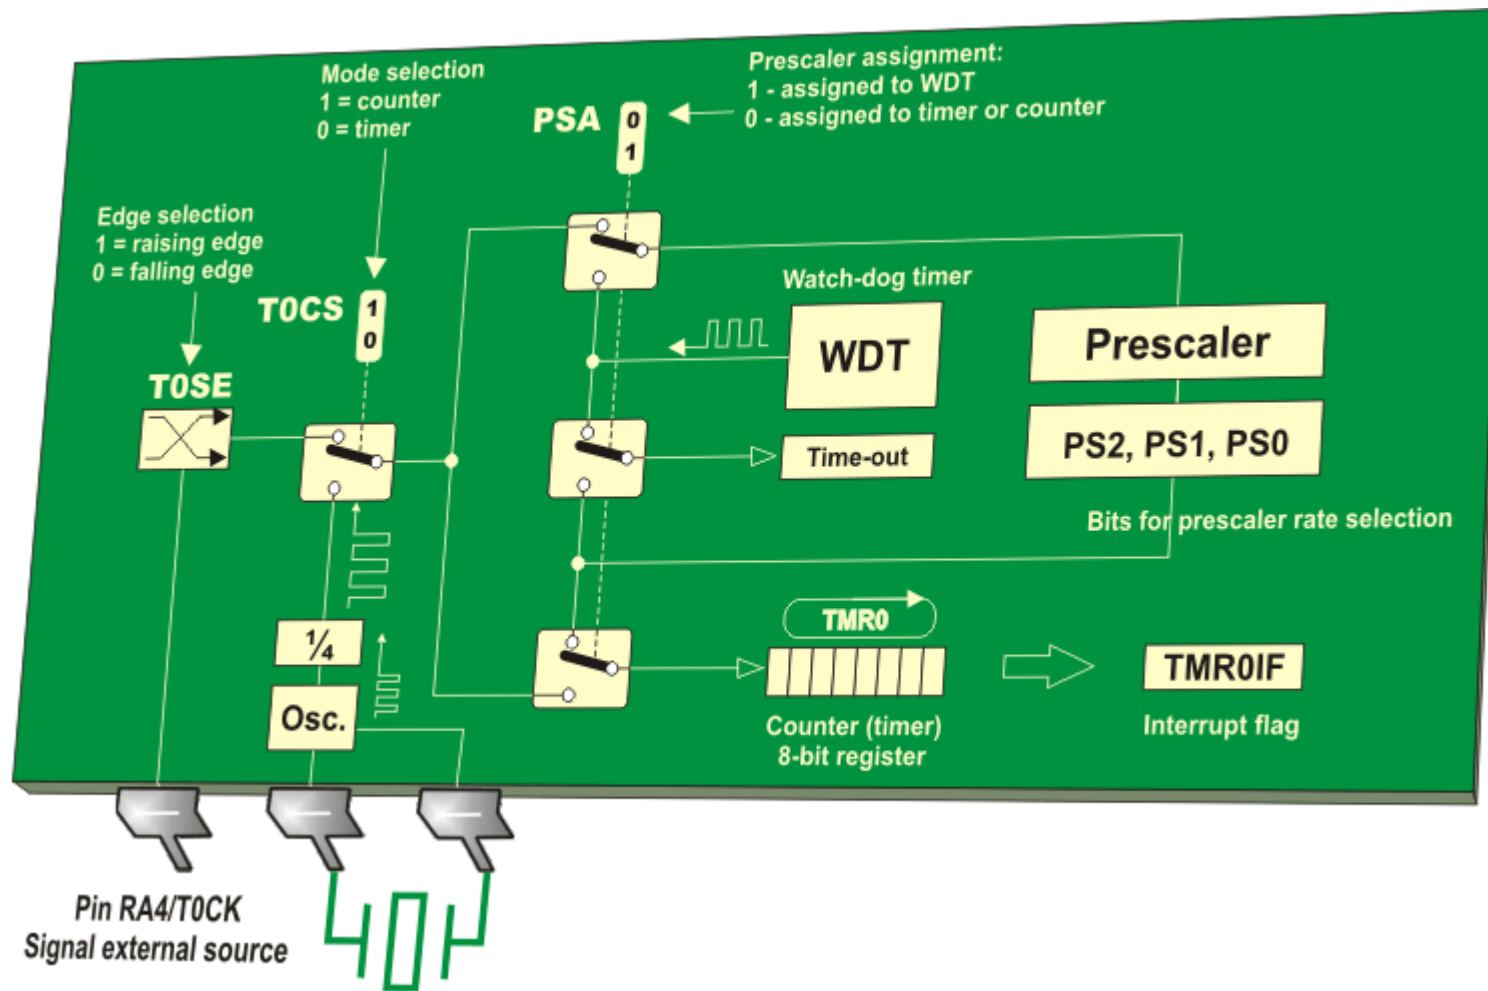 Mode selection
1 = counter
0 = timer
Prescaler assignment:
1 - assigned to WDT
0 - assigned to timer or counter
PSA
0
1
Edge selection
1 = raising edge
0 = falling edge
T0CS
1
0
T0SE
Watch-dog timer
WDT
Prescaler
PS2, PS1, PS0
Time-out
Bits for prescaler rate selection
¼
Osc.
TMR0
TMR0IF
Counter (timer)
8-bit register
Interrupt flag
Pin RA4/T0CK
Signal external source